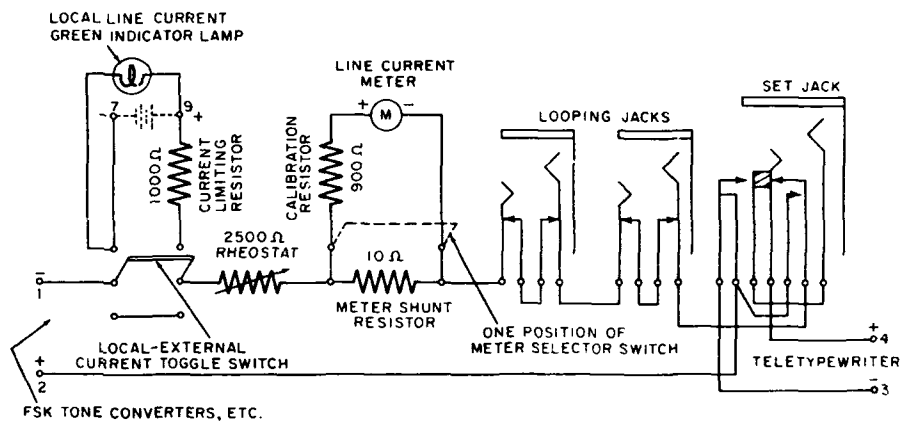 LOCAL LINE CURRENT
GREEN INDICATOR LAMP
7
9
+
1000Ω
CURRENT
LIMITING
RESISTOR
LINE CURRENT
METER
+
M
−
CALIBRATION
RESISTOR
900Ω
7
LOOPING JACKS
SET JACK
2500Ω
RHEOSTAT
10Ω
METER SHUNT
RESISTOR
−
1
+
2
LOCAL-EXTERNAL
CURRENT TOGGLE SWITCH
ONE POSITION OF
METER SELECTOR SWITCH
FSK TONE CONVERTERS, ETC.
+
4
TELETYPEWRITER
−
3